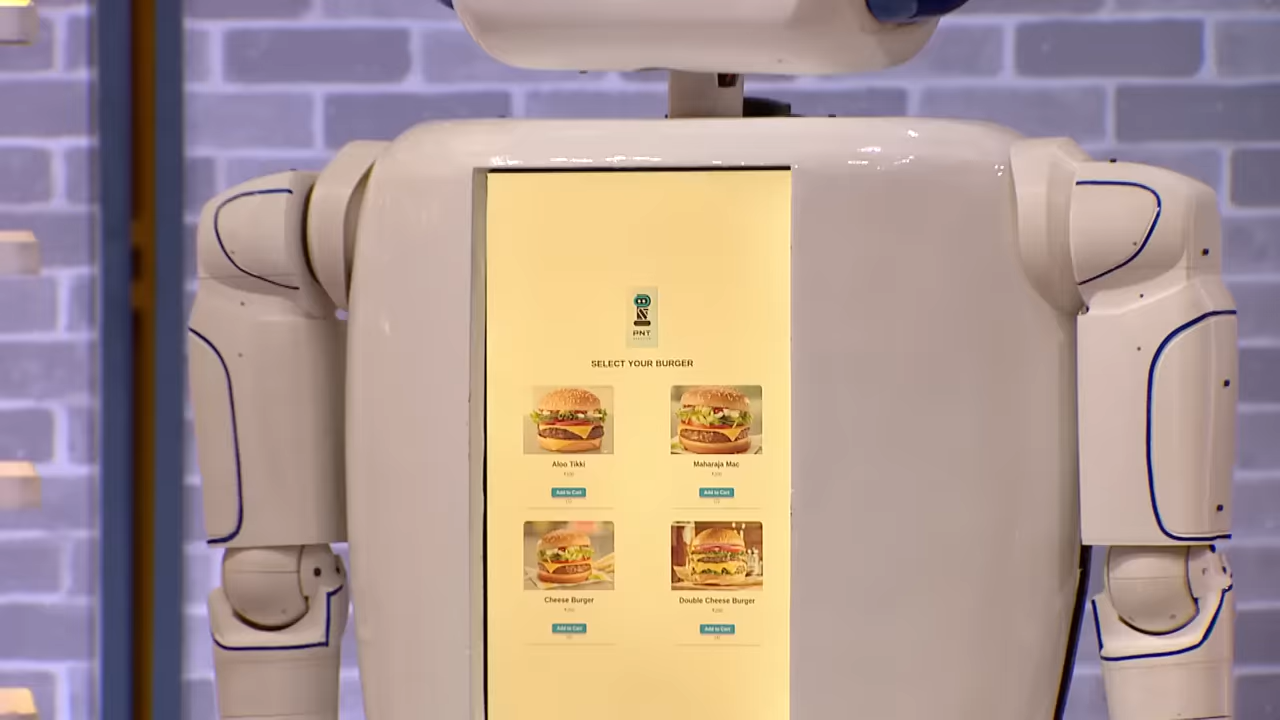 PNT
SELECT YOUR BURGER
Aloo Tikki
Maharaja Mac
Add to Cart
Add to Cart
Cheese Burger
Double Cheese Burger
Add to Cart
Add to Cart